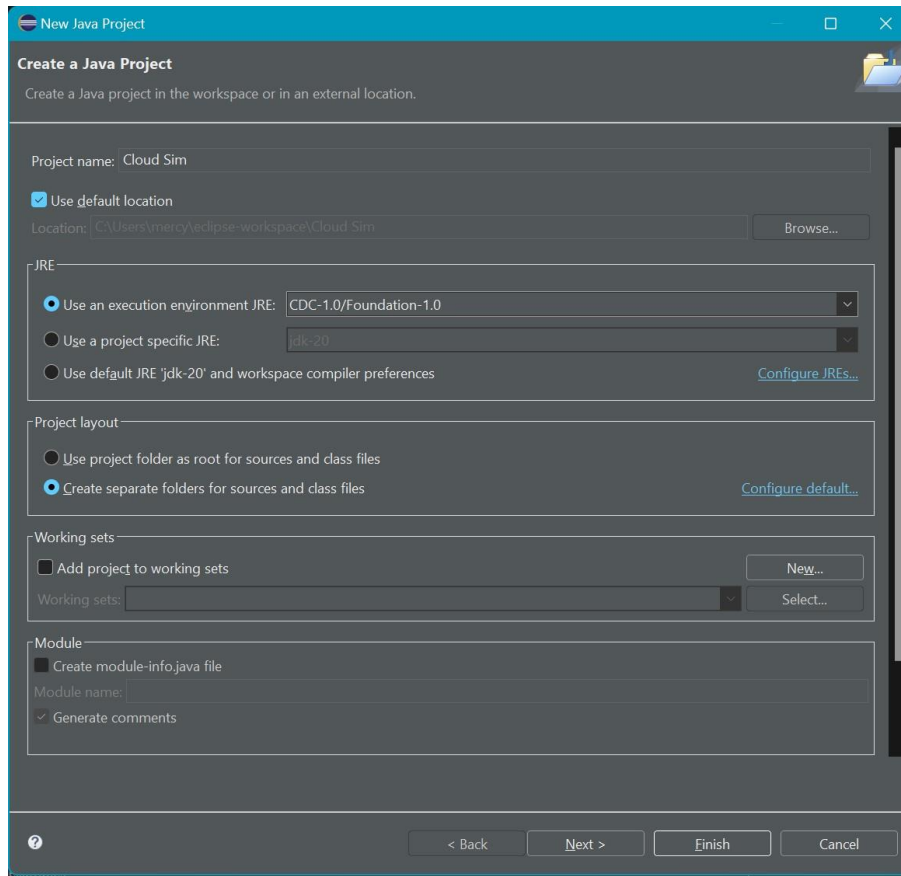 New Java Project
Create a Java Project
Create a Java project in the workspace or in an external location.
Project name: Cloud Sim
Use default location
Location: C:\Users\mercy\eclipse-workspace\Cloud Sim Browse...
JRE
Use an execution environment JRE: CDC-1.0/Foundation-1.0
Use a project specific JRE: jdk-20
Use default JRE 'jdk-20' and workspace compiler preferences Configure JREs...
Project layout
Use project folder as root for sources and class files
Create separate folders for sources and class files Configure default...
Working sets
Add project to working sets New...
Working sets: Select...
Module
Create module-info.java file
Module name:
Generate comments
? < Back Next > Finish Cancel